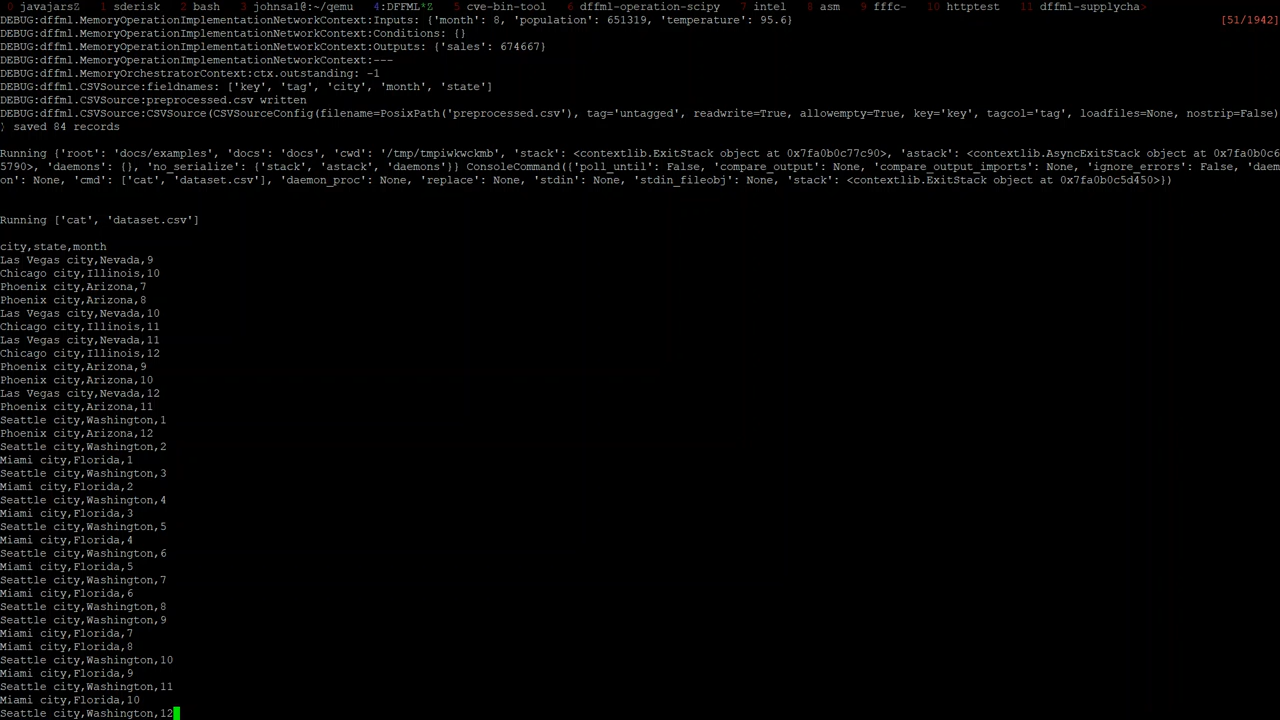 0 javajarsZ 1 sderisk 2 bash 3 johnsa1@:~/qemu 4:DFFML*Z 5 cve-bin-tool 6 dffml-operation-scipy 7 intel 8 asm 9 fffc- 10 httptest 11 dffml-supplycha>
DEBUG:dffml.MemoryOperationImplementationNetworkContext:Inputs: {'month': 8, 'population': 651319, 'temperature': 95.6} [51/1942]
DEBUG:dffml.MemoryOperationImplementationNetworkContext:Conditions: {}
DEBUG:dffml.MemoryOperationImplementationNetworkContext:Outputs: {'sales': 674667}
DEBUG:dffml.MemoryOperationImplementationNetworkContext:---
DEBUG:dffml.MemoryOrchestratorContext:ctx.outstanding: -1
DEBUG:dffml.CSVSource:fieldnames: ['key', 'tag', 'city', 'month', 'state']
DEBUG:dffml.CSVSource:preprocessed.csv written
DEBUG:dffml.CSVSource:CSVSource(CSVSourceConfig(filename=PosixPath('preprocessed.csv'), tag='untagged', readwrite=True, allowempty=True, key='key', tagcol='tag', loadfiles=None, nostrip=False)
) saved 84 records
Running {'root': 'docs/examples', 'docs': 'docs', 'cwd': '/tmp/tmpiwkwckmb', 'stack': <contextlib.ExitStack object at 0x7fa0b0c77c90>, 'astack': <contextlib.AsyncExitStack object at 0x7fa0b0c6
5790>, 'daemons': {}, 'no_serialize': {'stack', 'astack', 'daemons'}} ConsoleCommand({'poll_until': False, 'compare_output': None, 'compare_output_imports': None, 'ignore_errors': False, 'daem
on': None, 'cmd': ['cat', 'dataset.csv'], 'daemon_proc': None, 'replace': None, 'stdin': None, 'stdin_fileobj': None, 'stack': <contextlib.ExitStack object at 0x7fa0b0c5d450>})
Running ['cat', 'dataset.csv']
city,state,month
Las Vegas city,Nevada,9
Chicago city,Illinois,10
Phoenix city,Arizona,7
Phoenix city,Arizona,8
Las Vegas city,Nevada,10
Chicago city,Illinois,11
Las Vegas city,Nevada,11
Chicago city,Illinois,12
Phoenix city,Arizona,9
Phoenix city,Arizona,10
Las Vegas city,Nevada,12
Phoenix city,Arizona,11
Seattle city,Washington,1
Phoenix city,Arizona,12
Seattle city,Washington,2
Miami city,Florida,1
Seattle city,Washington,3
Miami city,Florida,2
Seattle city,Washington,4
Miami city,Florida,3
Seattle city,Washington,5
Miami city,Florida,4
Seattle city,Washington,6
Miami city,Florida,5
Seattle city,Washington,7
Miami city,Florida,6
Seattle city,Washington,8
Seattle city,Washington,9
Miami city,Florida,7
Miami city,Florida,8
Seattle city,Washington,10
Miami city,Florida,9
Seattle city,Washington,11
Miami city,Florida,10
Seattle city,Washington,12